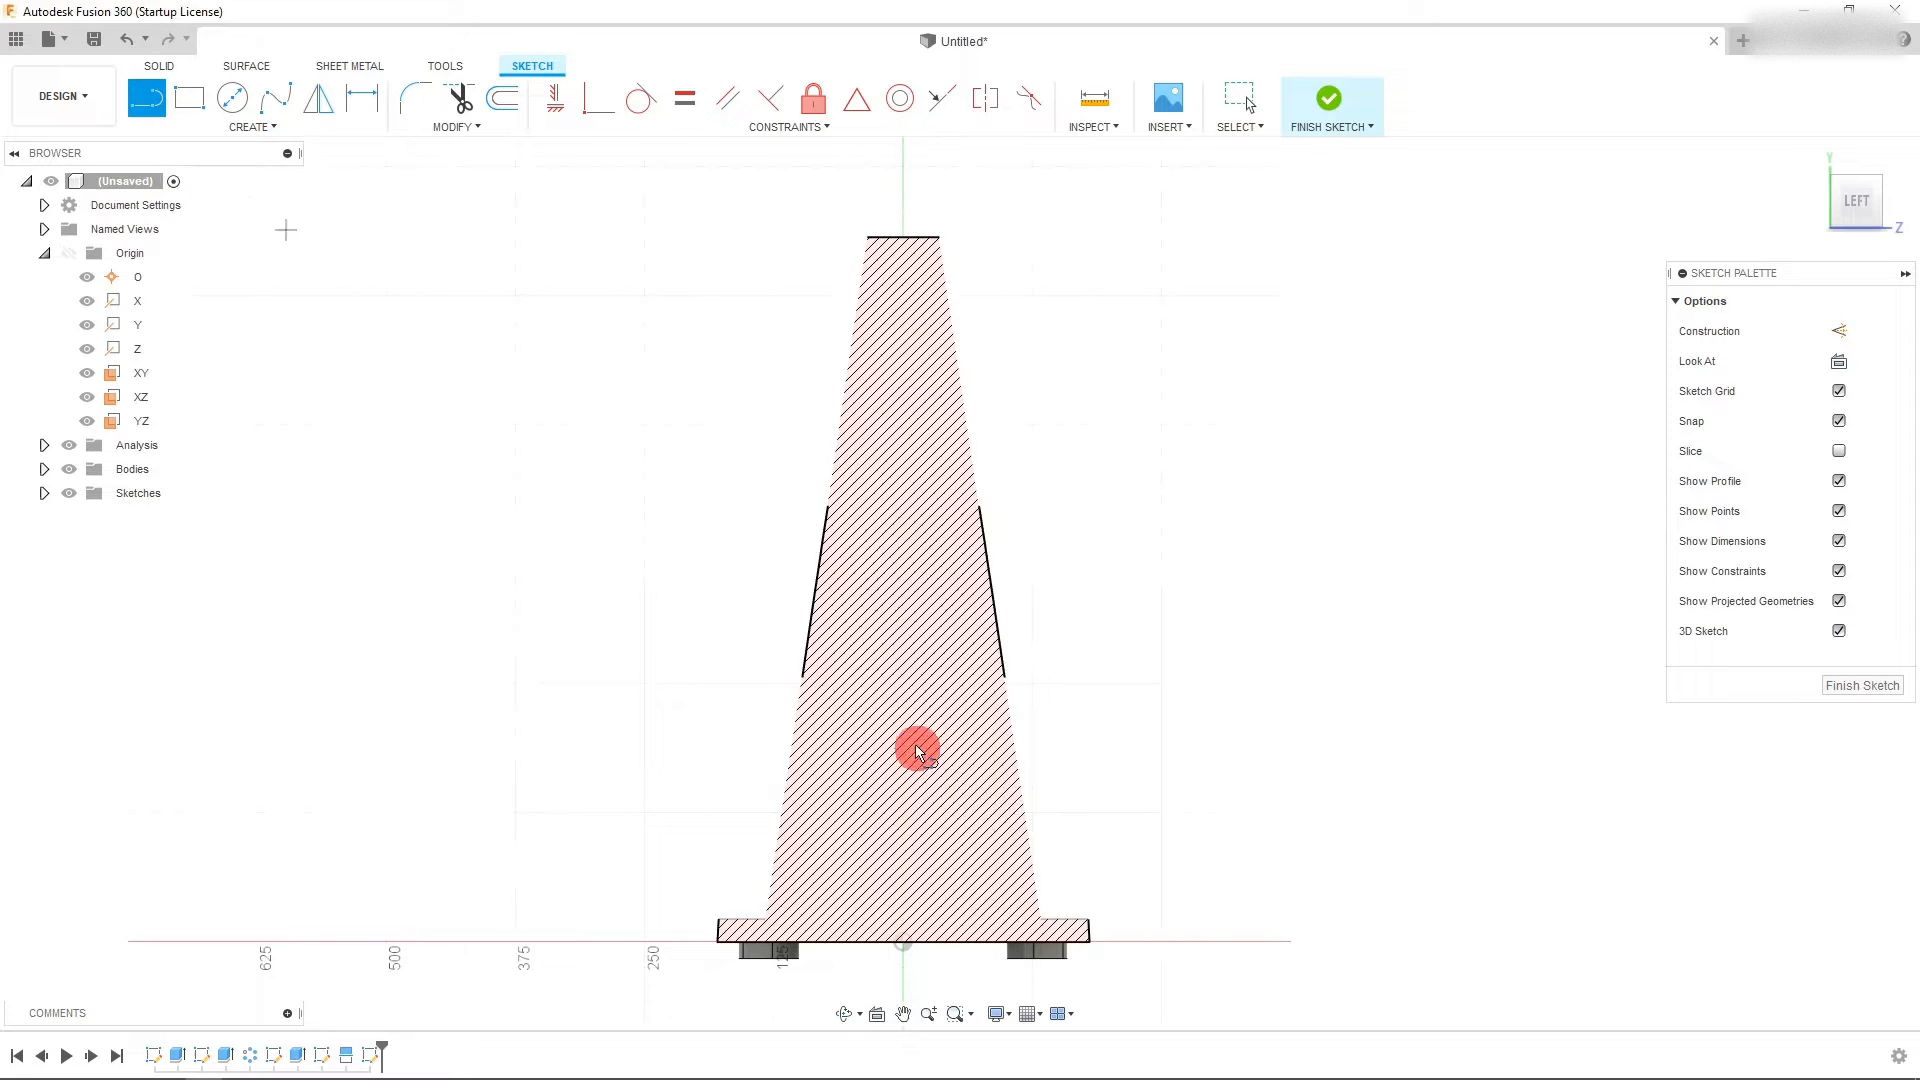 Autodesk Fusion 360 (Startup License)
Untitled*
SOLID SURFACE SHEET METAL TOOLS SKETCH
DESIGN
CREATE MODIFY CONSTRAINTS INSPECT INSERT SELECT FINISH SKETCH
BROWSER
(Unsaved)
Document Settings
Named Views
Origin
O
X
Y
Z
XY
XZ
YZ
Analysis
Bodies
Sketches
Y
LEFT
Z
SKETCH PALETTE
Options
Construction
Look At
Sketch Grid
Snap
Slice
Show Profile
Show Points
Show Dimensions
Show Constraints
Show Projected Geometries
3D Sketch
Finish Sketch
625
500
375
250
125
COMMENTS